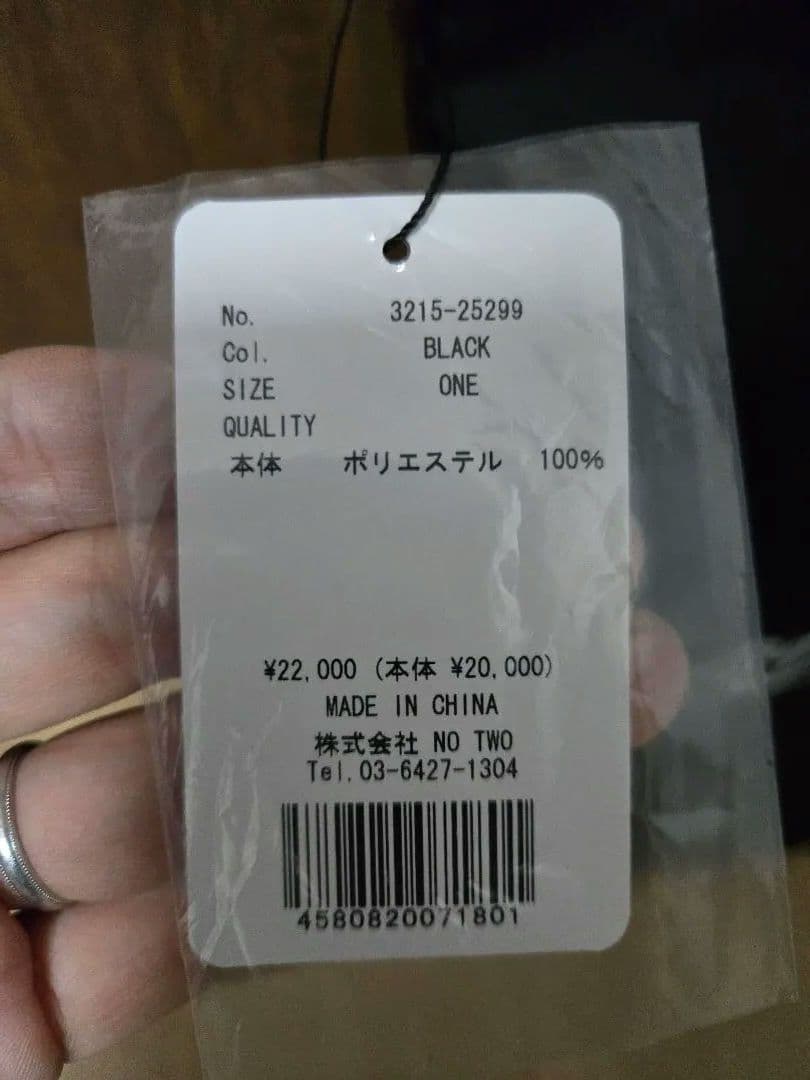 No. 3215-25299
Col. BLACK
SIZE ONE
QUALITY
本体 ポリエステル 100%
¥22,000 (本体 ¥20,000)
MADE IN CHINA
株式会社 NO TWO
Tel.03-6427-1304
4580820071801